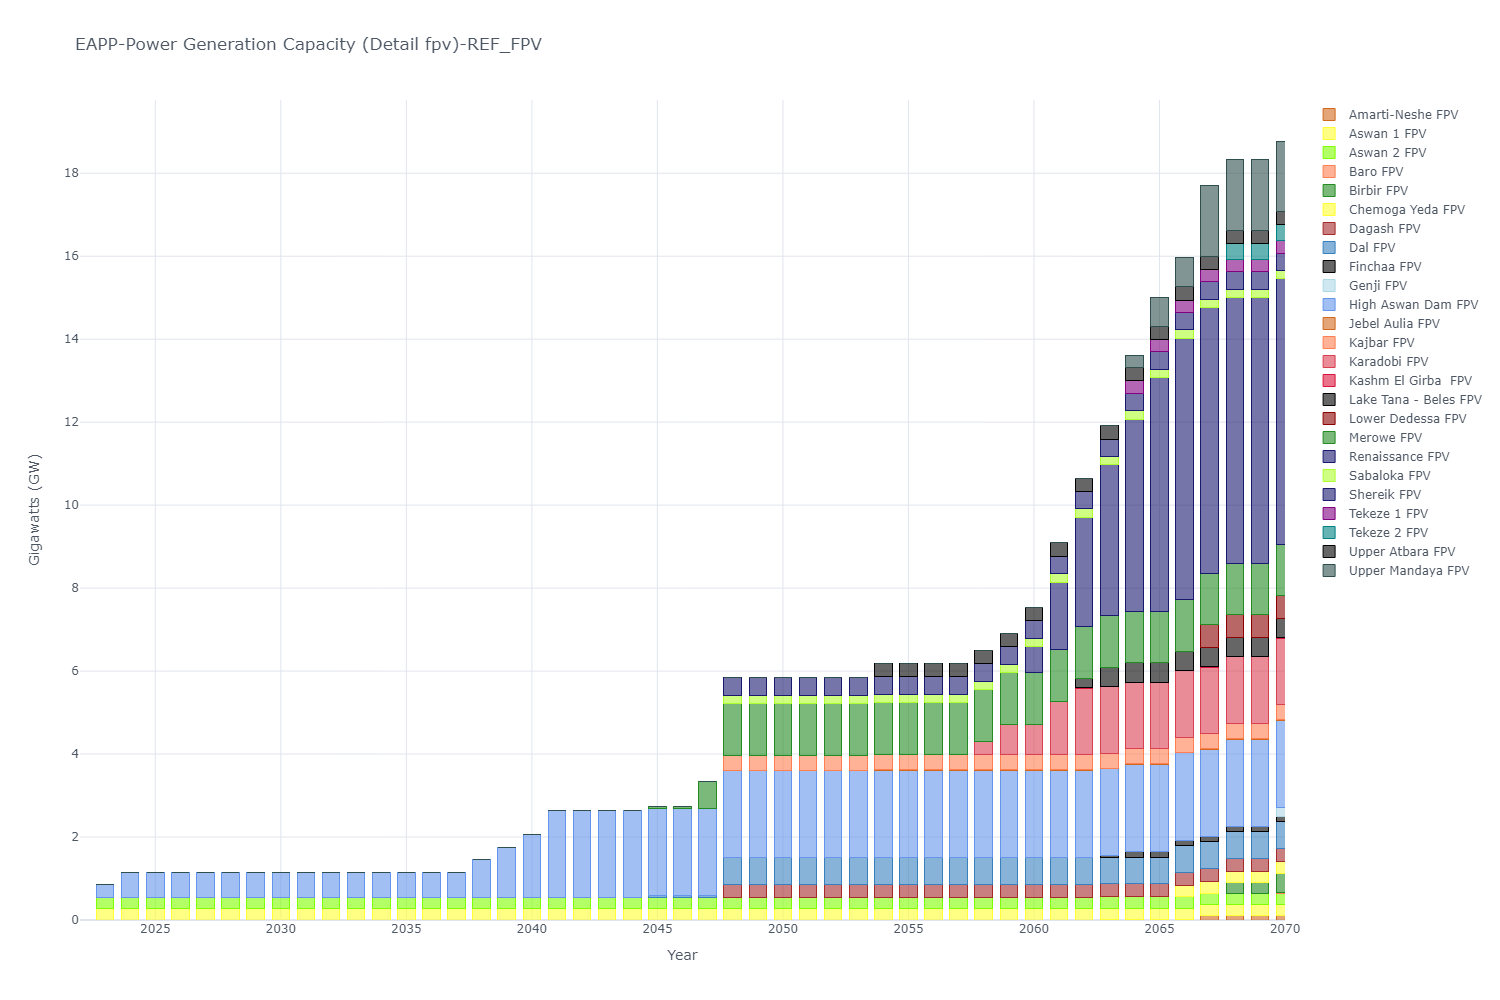 EAPP-Power Generation Capacity (Detail fpv)-REF_FPV
Gigawatts (GW)
18
16
14
12
10
8
6
4
2
0
2025
2030
2035
2040
2045
2050
2055
2060
2065
2070
Year
Amarti-Neshe FPV
Aswan 1 FPV
Aswan 2 FPV
Baro FPV
Birbir FPV
Chemoga Yeda FPV
Dagash FPV
Dal FPV
Finchaa FPV
Genji FPV
High Aswan Dam FPV
Jebel Aulia FPV
Kajbar FPV
Karadobi FPV
Kashm El Girba  FPV
Lake Tana - Beles FPV
Lower Dedessa FPV
Merowe FPV
Renaissance FPV
Sabaloka FPV
Shereik FPV
Tekeze 1 FPV
Tekeze 2 FPV
Upper Atbara FPV
Upper Mandaya FPV